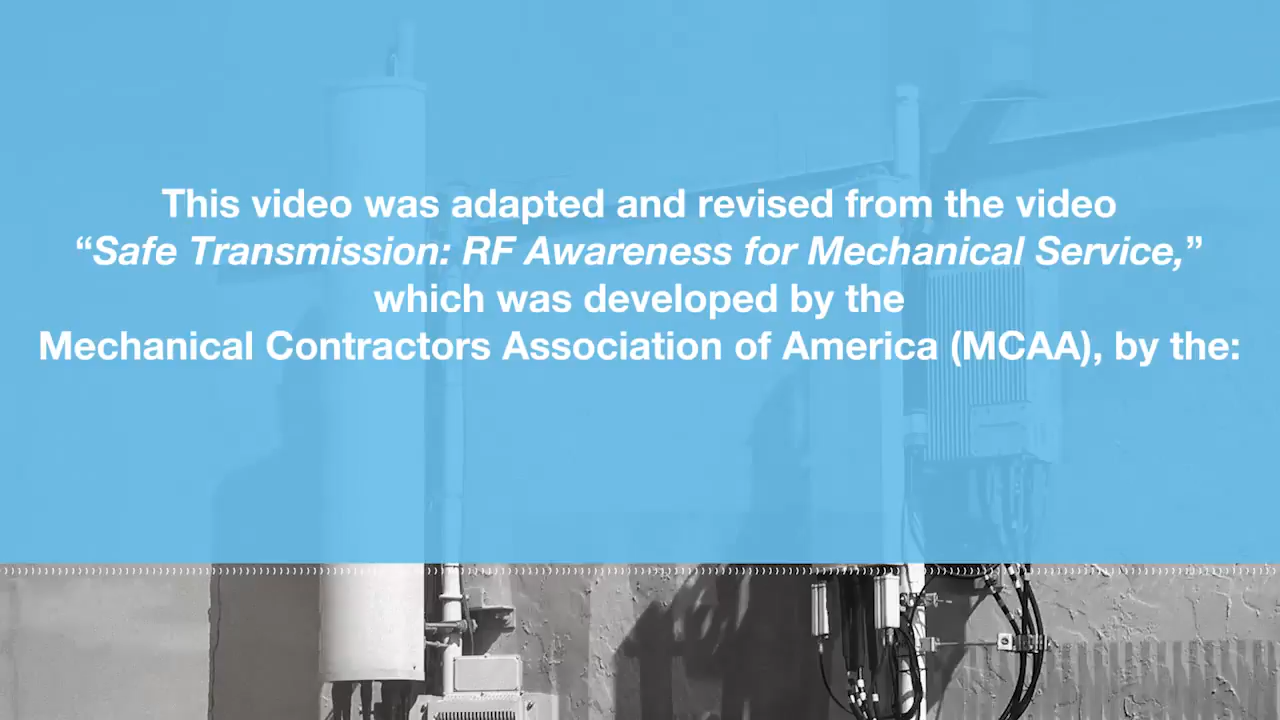 This video was adapted and revised from the video
“Safe Transmission: RF Awareness for Mechanical Service,”
which was developed by the
Mechanical Contractors Association of America (MCAA), by the: